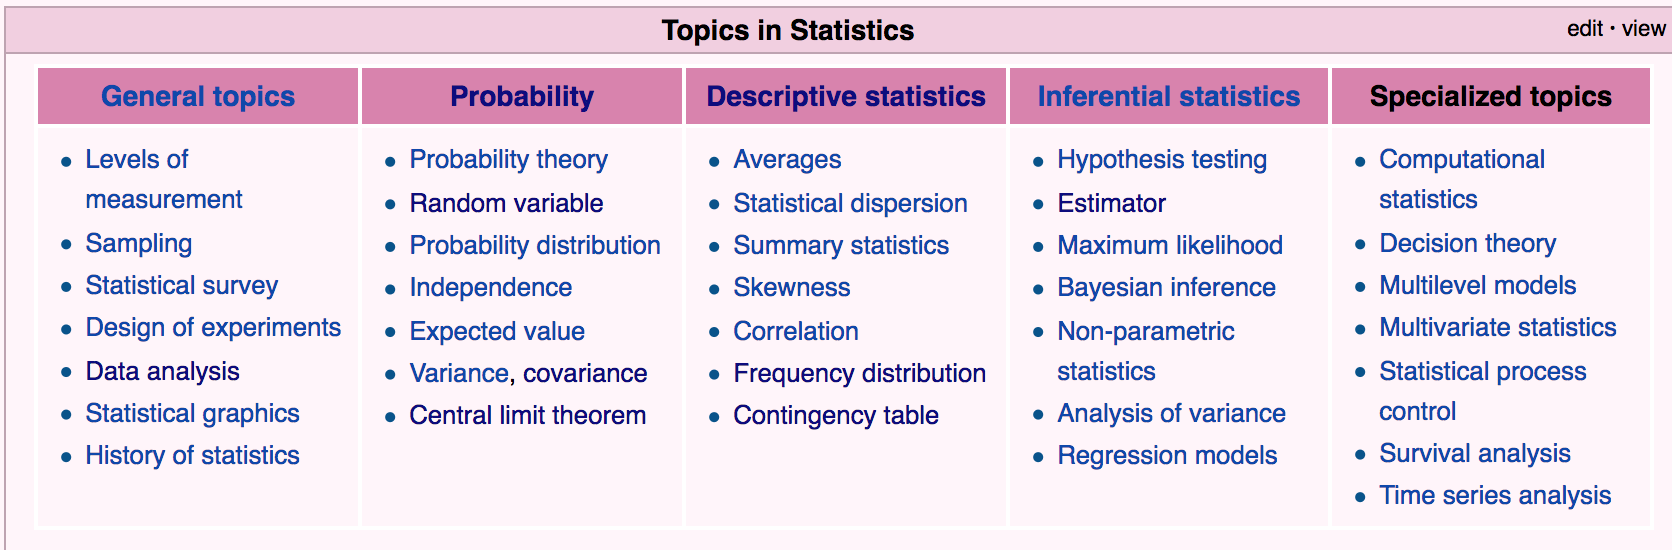 Topics in Statistics
edit · view
General topics
Levels of
measurement
Sampling
Statistical survey
Design of experiments
Data analysis
Statistical graphics
History of statistics
Probability
Probability theory
Random variable
Probability distribution
Independence
Expected value
Variance, covariance
Central limit theorem
Descriptive statistics
Averages
Statistical dispersion
Summary statistics
Skewness
Correlation
Frequency distribution
Contingency table
Inferential statistics
Hypothesis testing
Estimator
Maximum likelihood
Bayesian inference
Non-parametric
statistics
Analysis of variance
Regression models
Specialized topics
Computational
statistics
Decision theory
Multilevel models
Multivariate statistics
Statistical process
control
Survival analysis
Time series analysis